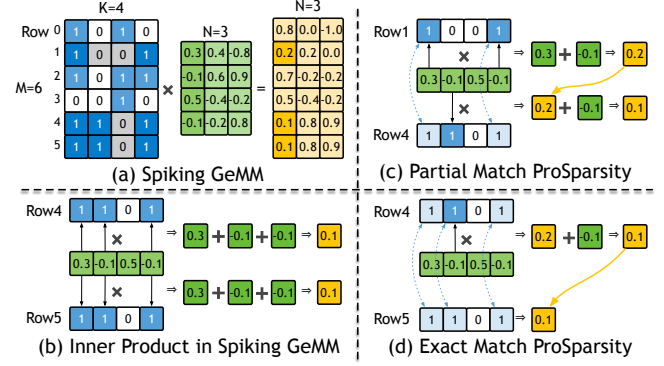 K=4
N=3
N=3
Row 0 1 0 1 0
1 1 0 0 1
2 1 0 1 1
3 0 0 1 0
4 1 1 0 1
5 1 1 0 1
M=6
×
0.3 0.4 -0.8
-0.1 0.6 0.9
0.5 -0.4 -0.2
-0.1 -0.2 0.8
=
0.8 0.0 -1.0
0.2 0.2 0.0
0.7 -0.2 -0.2
0.5 -0.4 -0.2
0.1 0.8 0.9
0.1 0.8 0.9
(a) Spiking GeMM
Row4 1 1 0 1
× ⇒ 0.3 + -0.1 + -0.1 ⇒ 0.1
0.3 -0.1 0.5 -0.1
× ⇒ 0.3 + -0.1 + -0.1 ⇒ 0.1
Row5 1 1 0 1
(b) Inner Product in Spiking GeMM
Row1 1 0 0 1
× ⇒ 0.3 + -0.1 ⇒ 0.2
0.3 -0.1 0.5 -0.1
× ⇒ 0.2 + -0.1 ⇒ 0.1
Row4 1 1 0 1
(c) Partial Match ProSparsity
Row4 1 1 0 1
× ⇒ 0.2 + -0.1 ⇒ 0.1
0.3 -0.1 0.5 -0.1
Row5 1 1 0 1 ⇒ 0.1
(d) Exact Match ProSparsity